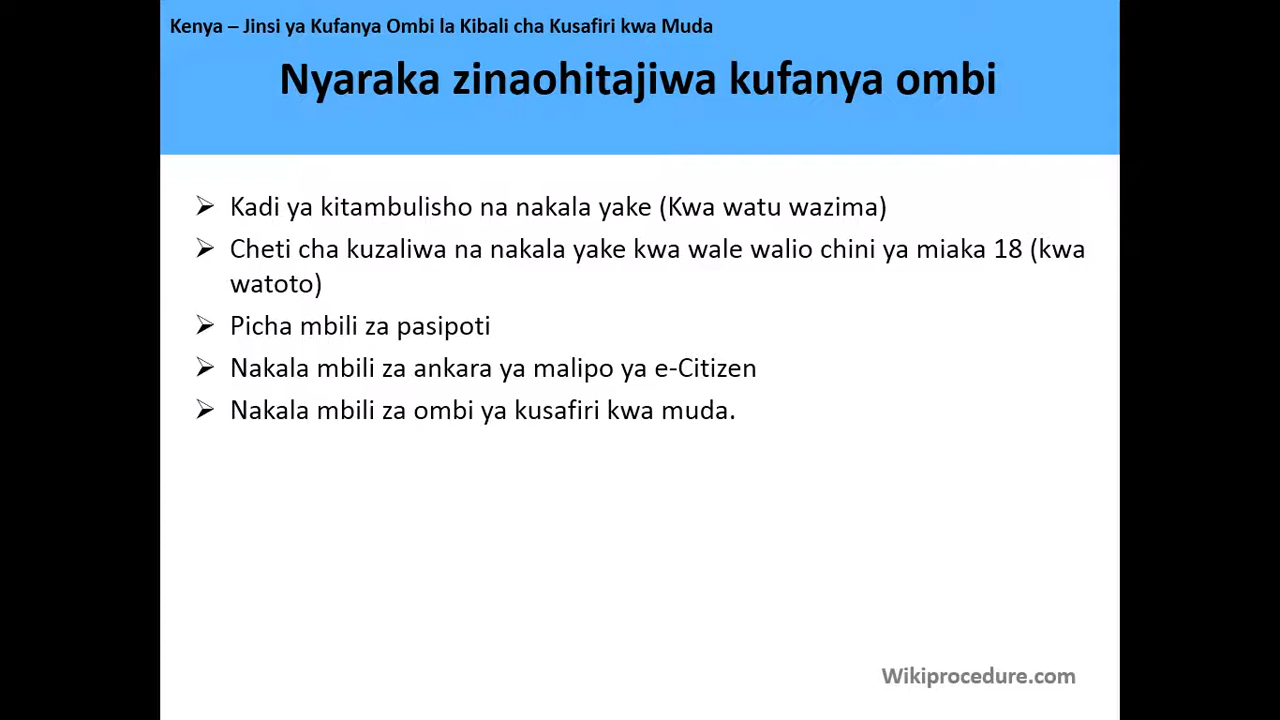 Kenya – Jinsi ya Kufanya Ombi la Kibali cha Kusafiri kwa Muda
Nyaraka zinaohitajiwa kufanya ombi
➢ Kadi ya kitambulisho na nakala yake (Kwa watu wazima)
➢ Cheti cha kuzaliwa na nakala yake kwa wale walio chini ya miaka 18 (kwa
watoto)
➢ Picha mbili za pasipoti
➢ Nakala mbili za ankara ya malipo ya e-Citizen
➢ Nakala mbili za ombi ya kusafiri kwa muda.
Wikiprocedure.com